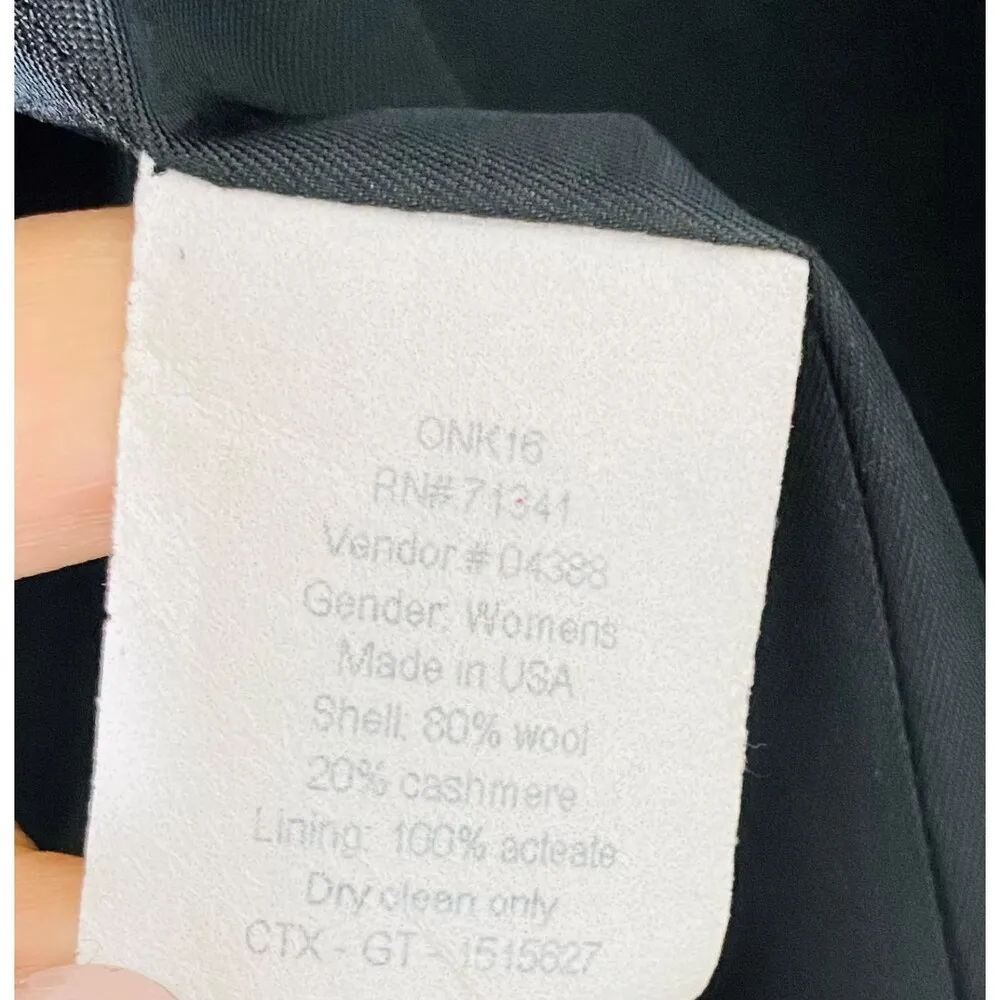 ONK16
RN#:71341
Vendor # 04388
Gender: Womens
Made in USA
Shell: 80% wool
20% cashmere
Lining: 100% acteate
Dry clean only
CTX - GT - 1515627